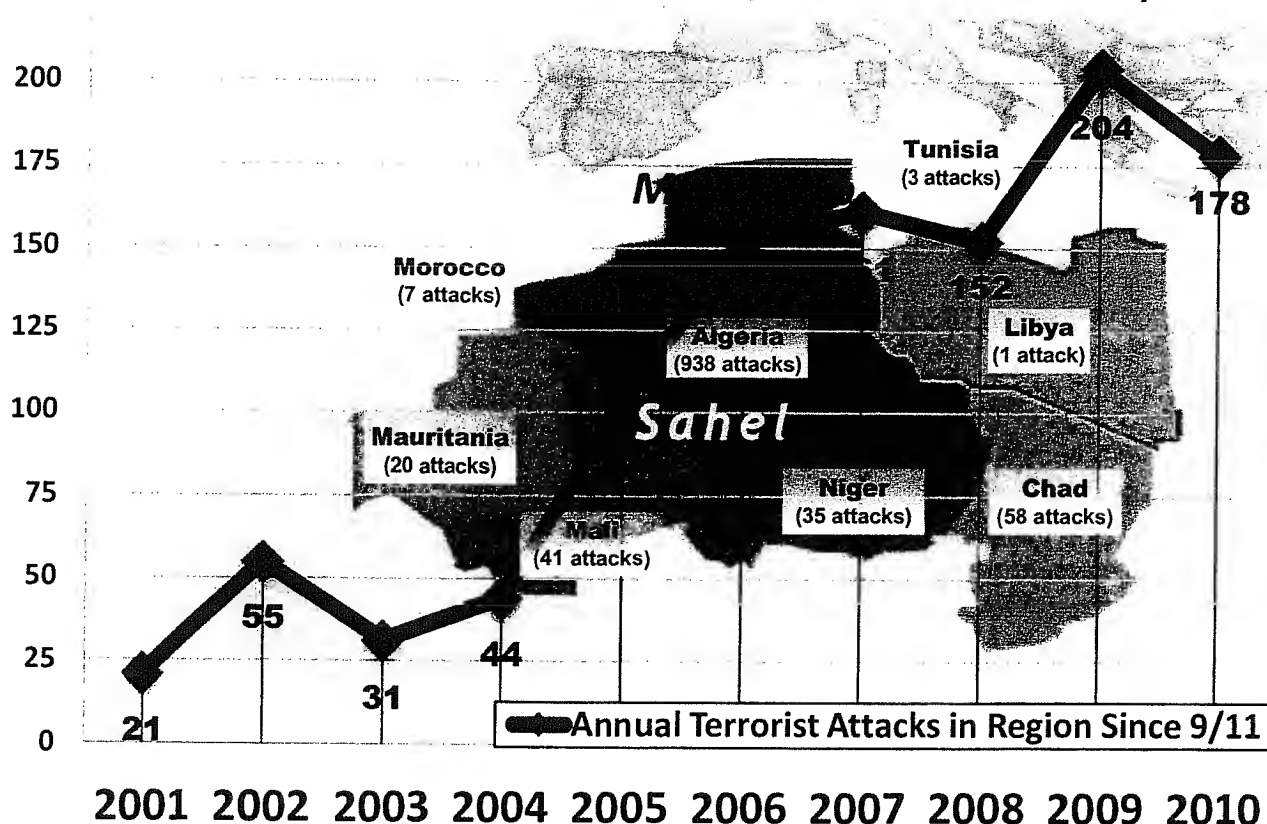 200
175
150
125
100
75
50
25
0
204
178
Tunisia
(3 attacks)
Morocco
(7 attacks)
152
Algeria
(938 attacks)
Libya
(1 attack)
Sahel
Mauritania
(20 attacks)
Niger
(35 attacks)
Chad
(58 attacks)
Mali
(41 attacks)
55
44
31
21
Annual Terrorist Attacks in Region Since 9/11
2001 2002 2003 2004 2005 2006 2007 2008 2009 2010